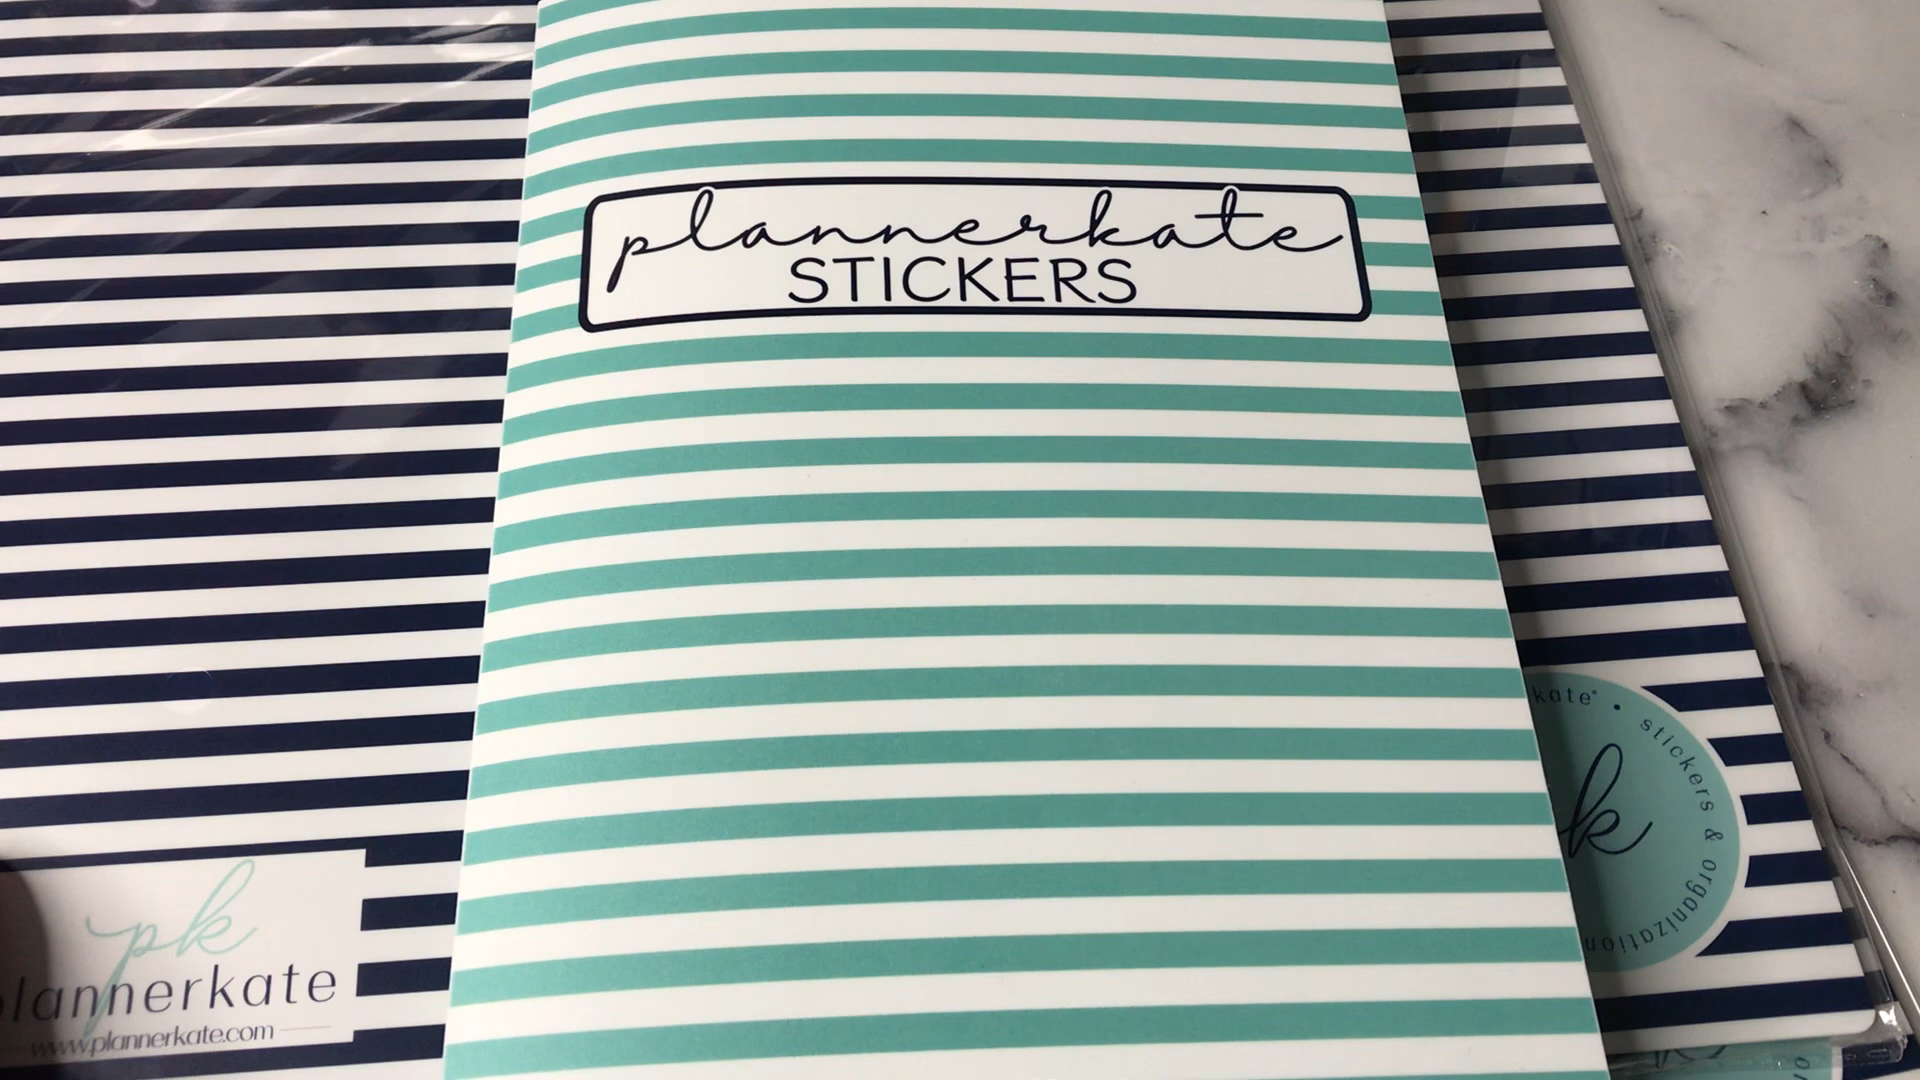 plannerkate
STICKERS
pk
plannerkate
www.plannerkate.com
kate® • stickers & organization
k